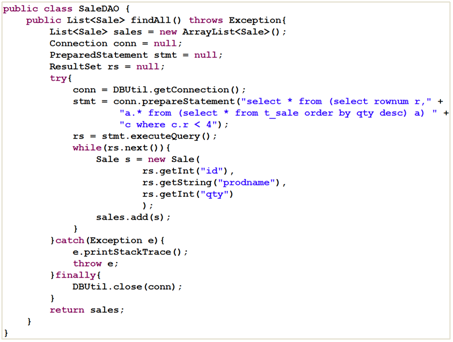 public class SaleDAO {
    public List<Sale> findAll() throws Exception{
        List<Sale> sales = new ArrayList<Sale>();
        Connection conn = null;
        PreparedStatement stmt = null;
        ResultSet rs = null;
        try{
            conn = DBUtil.getConnection();
            stmt = conn.prepareStatement("select * from (select rownum r," +
                    "a.* from (select * from t_sale order by qty desc) a) " +
                    "c where c.r < 4");
            rs = stmt.executeQuery();
            while(rs.next()){
                Sale s = new Sale(
                        rs.getInt("id"),
                        rs.getString("prodname"),
                        rs.getInt("qty")
                        );
                sales.add(s);
            }
        }catch(Exception e){
            e.printStackTrace();
            throw e;
        }finally{
            DBUtil.close(conn);
        }
        return sales;
    }
}